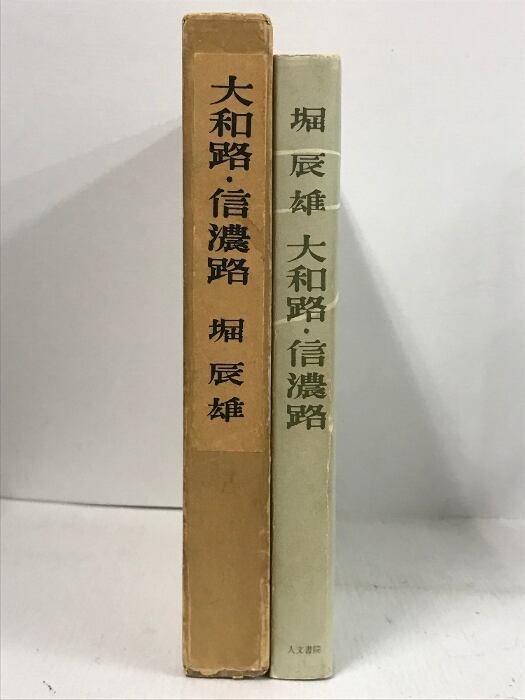 大和路・信濃路 堀 辰雄
堀 辰雄 大和路・信濃路
人文書院